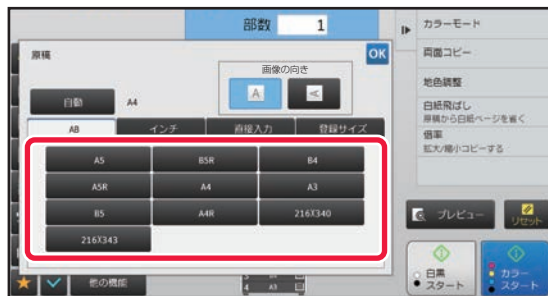 部数 1
カラーモード
原稿
OK
画像の向き
両面コピー
自動 A4
A A
地色調整
AB インチ 直接入力 登録サイズ
白紙飛ばし
原稿から白紙ページを省く
倍率
拡大/縮小コピーする
A5 B5R B4
A5R A4 A3
B5 A4R 216X340
216X343
プレビュー
リセット
他の機能
4 A3
白黒
スタート
カラー
スタート